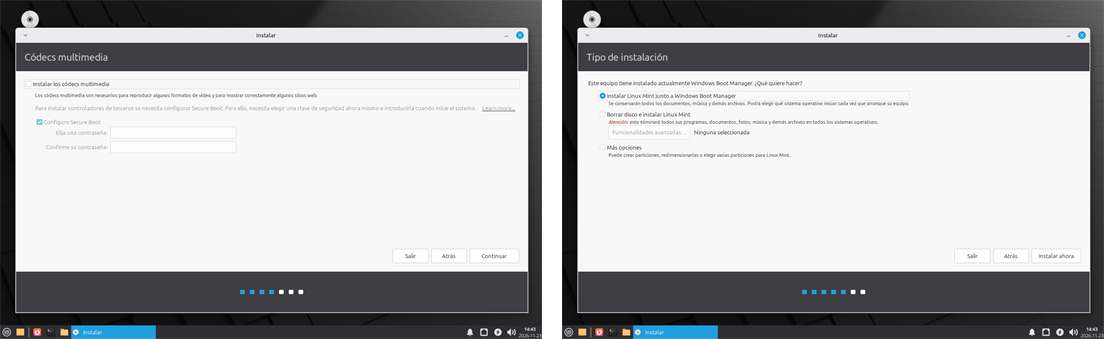 Instalar
Códecs multimedia
Instalar los códecs multimedia
Los códecs multimedia son necesarios para reproducir algunos formatos de vídeo y para mostrar correctamente algunos sitios web.
Para instalar controladores de terceros se necesita configurar Secure Boot. Para ello, necesita elegir una clave de seguridad ahora mismo e introducirla cuando inicie el sistema. Learn more...
Configure Secure Boot
Elija una contraseña:
Confirme su contraseña:
Salir Atrás Continuar
Instalar
14:43
2026-11-23
Instalar
Tipo de instalación
Este equipo tiene instalado actualmente Windows Boot Manager. ¿Qué quiere hacer?
Instalar Linux Mint junto a Windows Boot Manager
Se conservarán todos los documentos, música y demás archivos. Podrá elegir qué sistema operativo iniciar cada vez que arranque su equipo.
Borrar disco e instalar Linux Mint
Atención: esto eliminará todos sus programas, documentos, fotos, música y demás archivos en todos los sistemas operativos.
Funcionalidades avanzadas... Ninguna seleccionada
Más opciones
Puede crear particiones, redimensionarlas o elegir varias particiones para Linux Mint.
Salir Atrás Instalar ahora
Instalar
14:43
2026-11-23